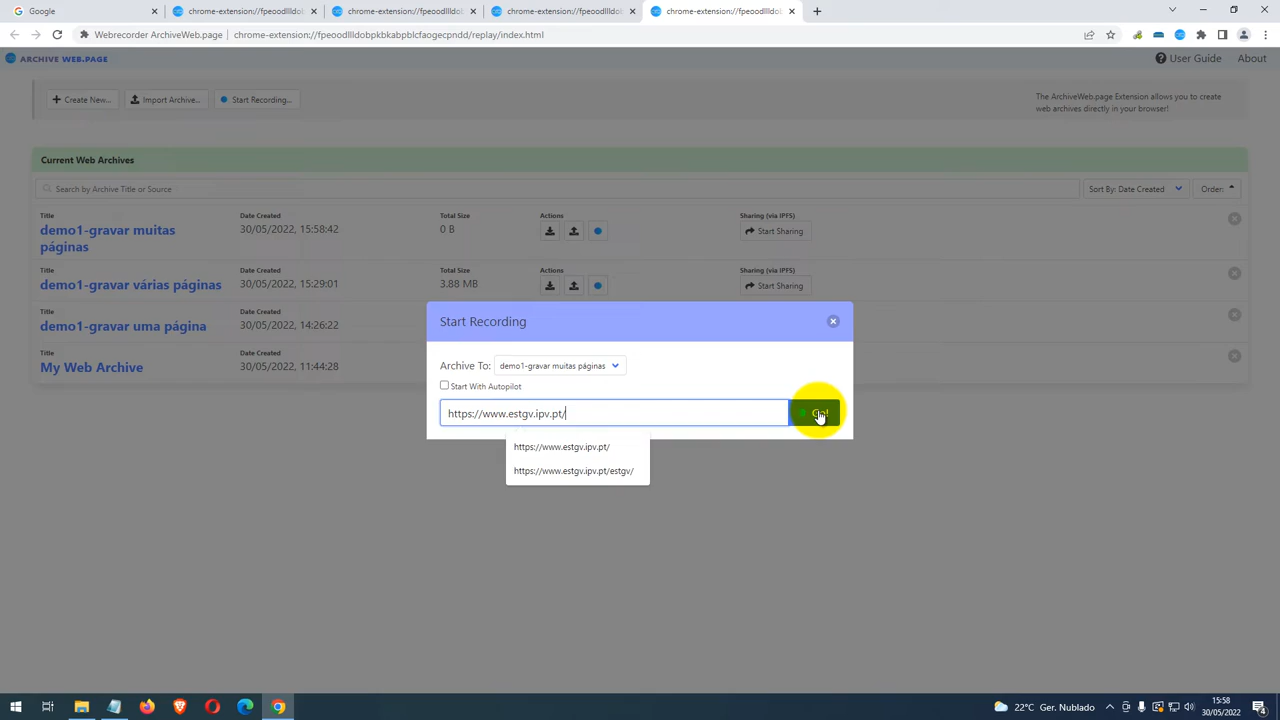 Google
chrome-extension://fpeoodllldob
chrome-extension://fpeoodllldob
chrome-extension://fpeoodllldob
chrome-extension://fpeoodllldob
Webrecorder ArchiveWeb.page
chrome-extension://fpeoodllldobpkbkabpblcfaogecpndd/replay/index.html
ARCHIVE WEB.PAGE
User Guide
About
Create New...
Import Archive...
Start Recording...
The ArchiveWeb.page Extension allows you to create
web archives directly in your browser!
Current Web Archives
Search by Archive Title or Source
Sort By: Date Created
Order:
Title
Date Created
Total Size
Actions
Sharing (via IPFS)
demo1-gravar muitas
páginas
30/05/2022, 15:58:42
0 B
Start Sharing
Title
Date Created
Total Size
Actions
Sharing (via IPFS)
demo1-gravar várias páginas
30/05/2022, 15:29:01
3.88 MB
Start Sharing
Title
Date Created
demo1-gravar uma página
30/05/2022, 14:26:22
Title
Date Created
My Web Archive
30/05/2022, 11:44:28
Start Recording
Archive To:
demo1-gravar muitas páginas
Start With Autopilot
https://www.estgv.ipv.pt/
Go!
https://www.estgv.ipv.pt/
https://www.estgv.ipv.pt/estgv/
22°C Ger. Nublado
15:58
30/05/2022